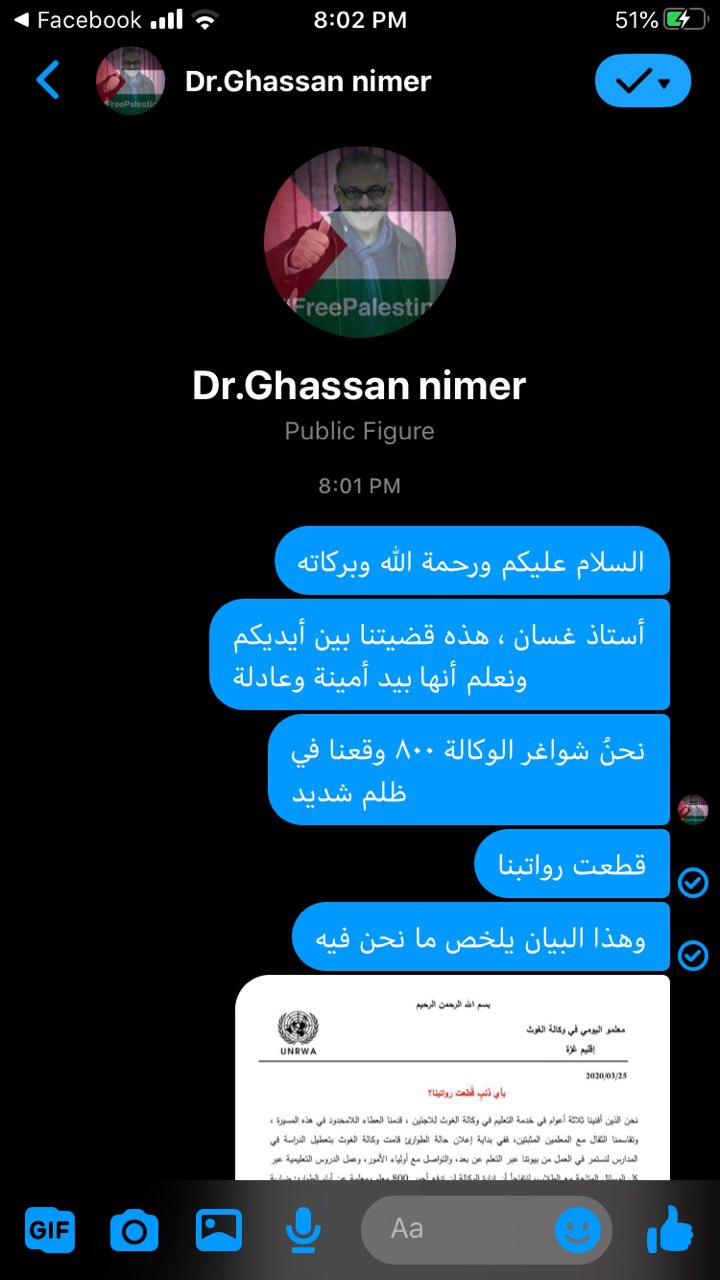 Facebook
8:02 PM
51%
Dr.Ghassan nimer
FreePalestin
#FreePalestin
Dr.Ghassan nimer
Public Figure
8:01 PM
السلام عليكم ورحمة الله وبركاته
أستاذ غسان ، هذه قضيتنا بين أيديكم
ونعلم أنها بيد أمينة وعادلة
نحنُ شواغر الوكالة ٨٠٠ وقعنا في
ظلم شديد
قطعت رواتبنا
وهذا البيان يلخص ما نحن فيه
بسم الله الرحمن الرحيم
معلمو اليومي في وكالة الغوث
إقليم غزة
UNRWA
2020/03/25
بأي ذنب قُطعت رواتبنا؟
نحن الذين أفنينا ثلاثة أعوام في خدمة التعليم في وكالة الغوث للاجئين ، قدمنا العطاء اللامحدود في هذه المسيرة ،
وتقاسمنا الثقال مع المعلمين المثبتين، ففي بداية إعلان حالة الطوارئ قامت وكالة الغوث بتعطيل الدراسة في
المدارس لنستمر في العمل من بيوتنا عبر التعلم عن بعد، والتواصل مع أولياء الأمور، وعمل الدروس التعليمية عبر
GIF
Aa